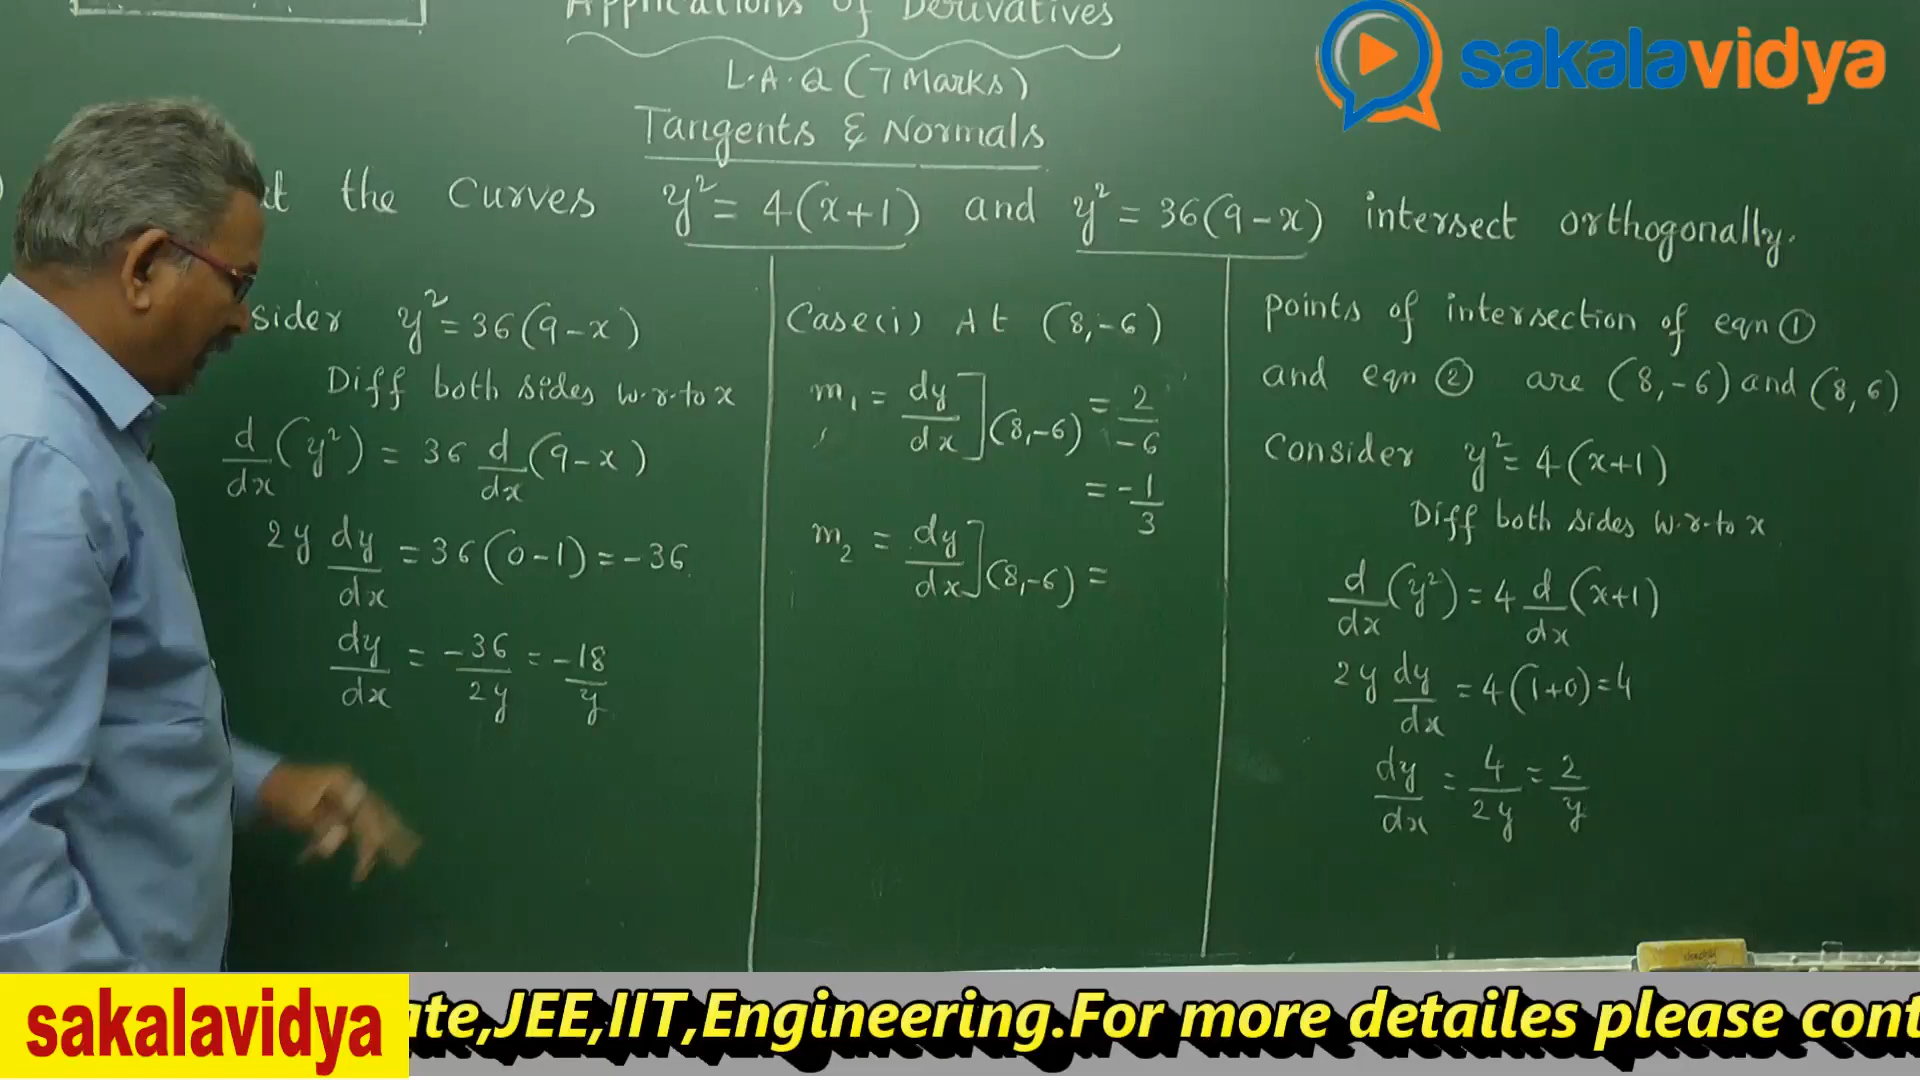 Applications of Derivatives
L.A.Q (7 Marks)
Tangents & Normals
sakalavidya
the Curves y² = 4(x+1) and y² = 36(9-x) intersect orthogonally.
y² = 36(9-x)
Diff both sides w.r.to x
d/dx (y²) = 36 d/dx (9-x)
2y dy/dx = 36(0-1) = -36
dy/dx = -36/2y = -18/y
Case(i) At (8,-6)
m₁ = dy/dx](8,-6) = 2/-6
= -1/3
m₂ = dy/dx](8,-6) =
points of intersection of eqn ①
and eqn ② are (8,-6) and (8,6)
Consider y² = 4(x+1)
Diff both sides w.r.to x
d/dx (y²) = 4 d/dx (x+1)
2y dy/dx = 4(1+0) = 4
dy/dx = 4/2y = 2/y
sakalavidya
ate,JEE,IIT,Engineering.For more detailes please cont